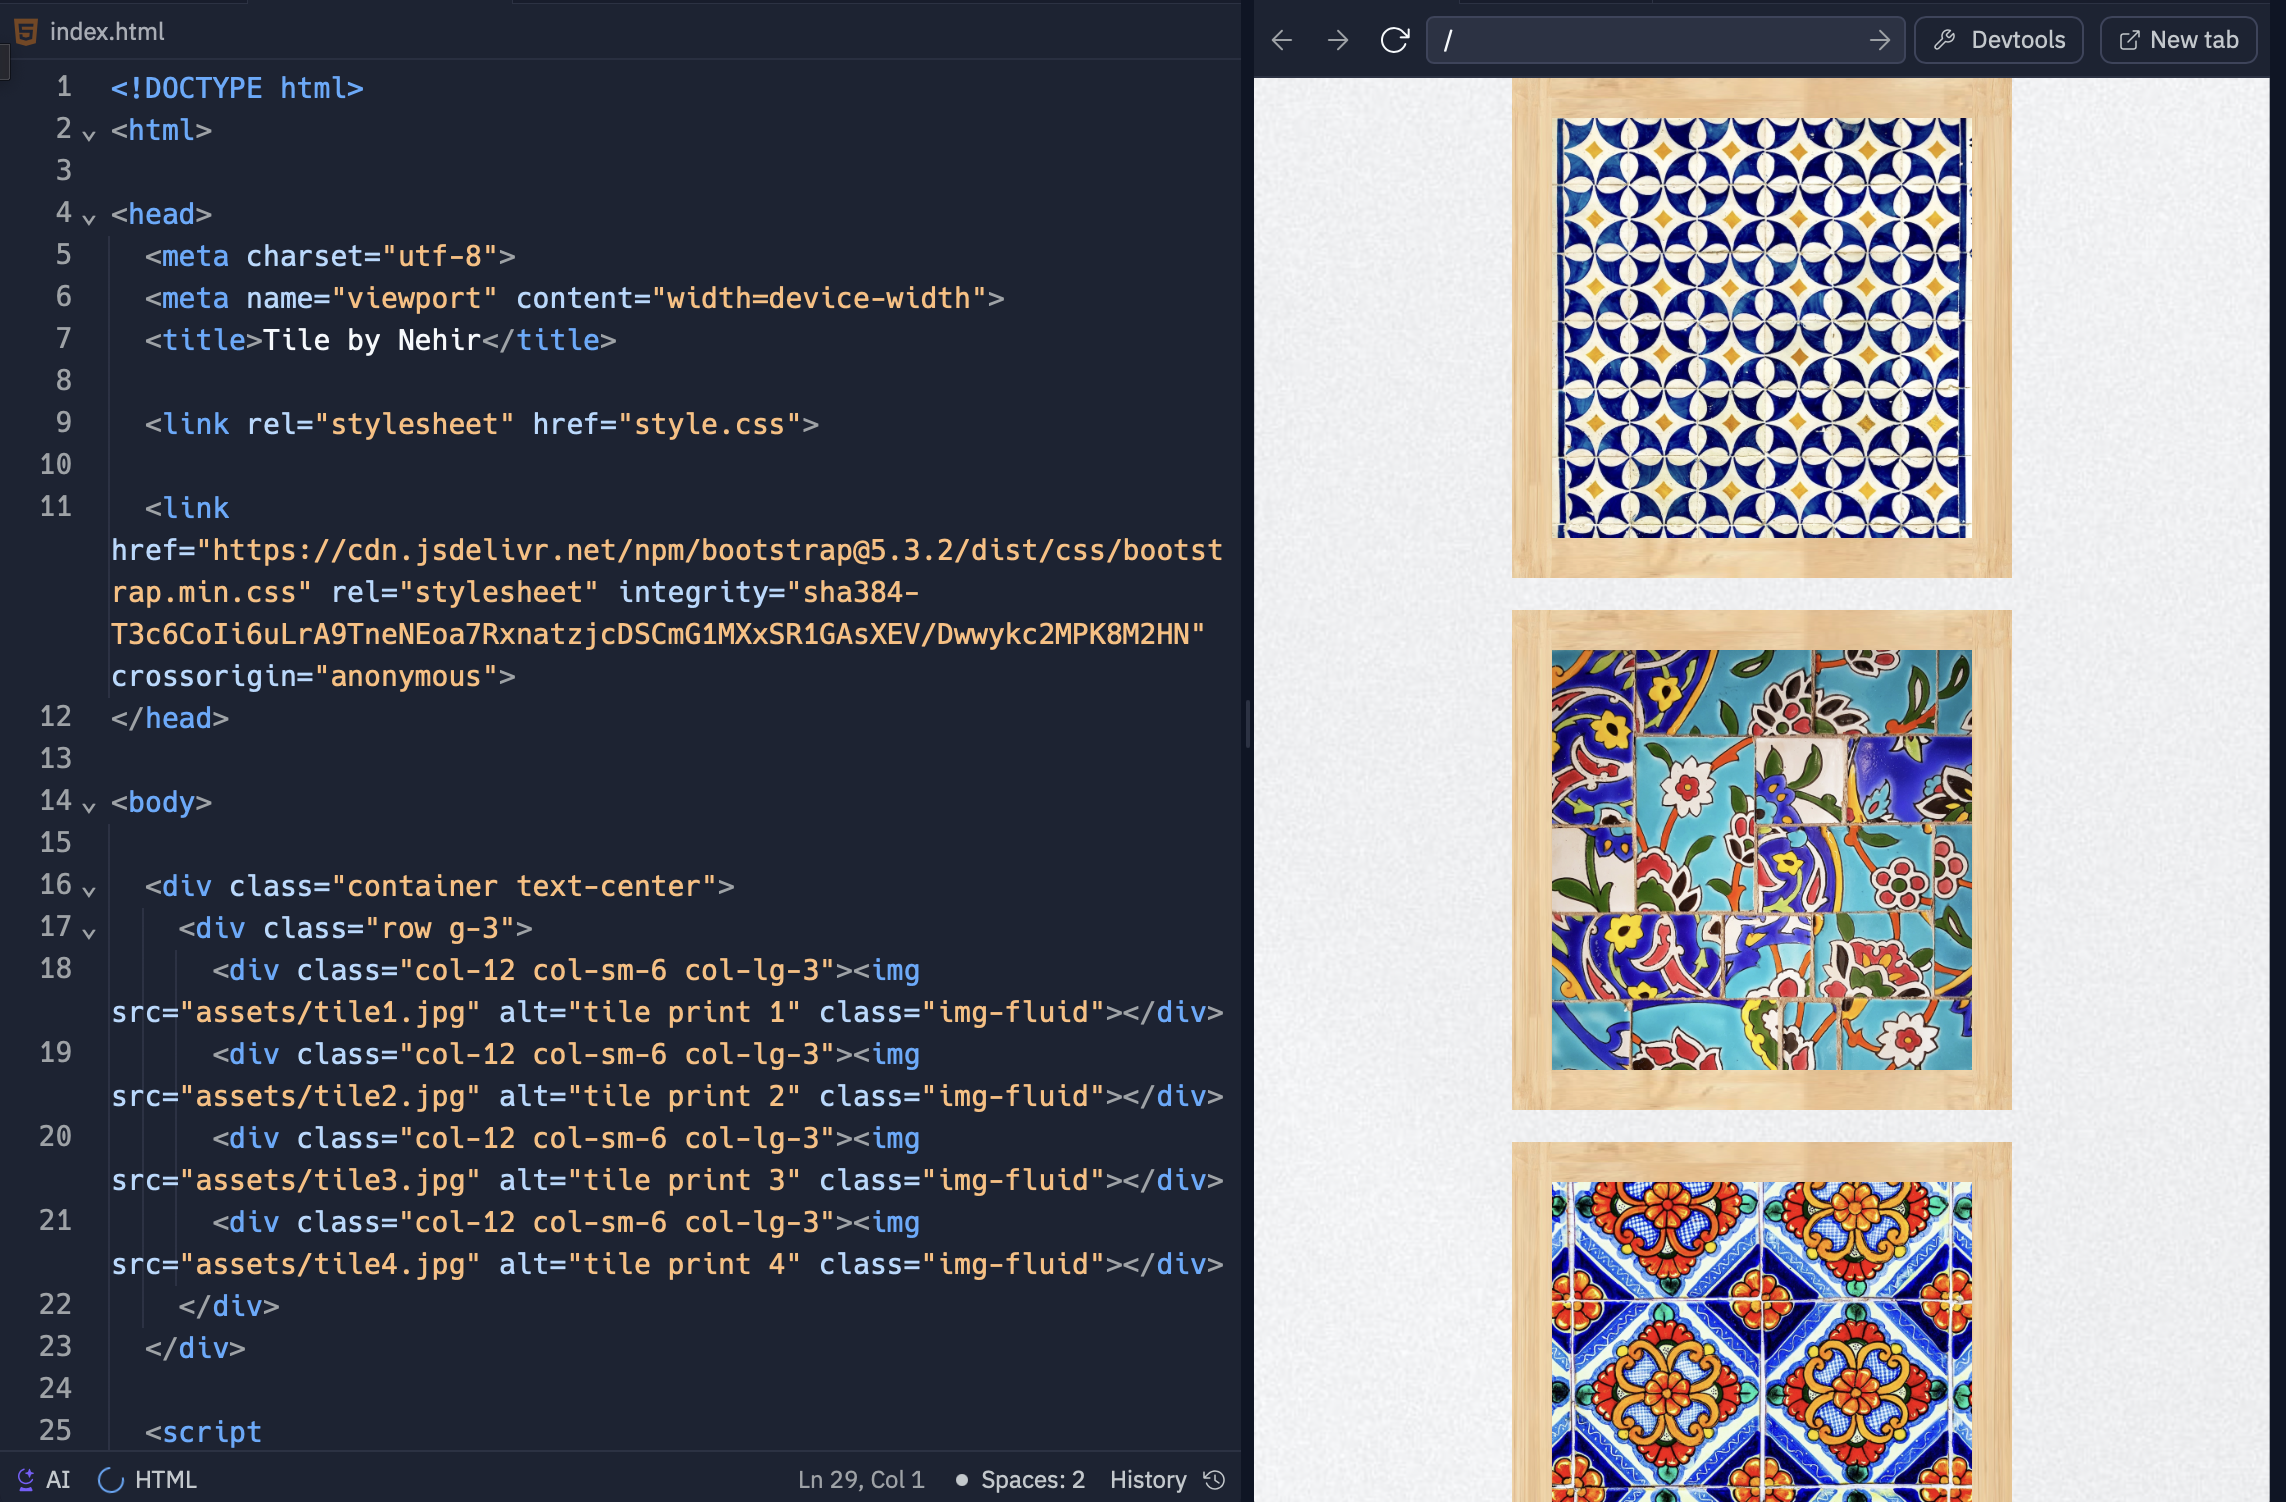 index.html
1 <!DOCTYPE html>
2 <html>
3
4 <head>
5 <meta charset="utf-8">
6 <meta name="viewport" content="width=device-width">
7 <title>Tile by Nehir</title>
8
9 <link rel="stylesheet" href="style.css">
10
11 <link
href="https://cdn.jsdelivr.net/npm/bootstrap@5.3.2/dist/css/bootst
rap.min.css" rel="stylesheet" integrity="sha384-
T3c6CoIi6uLrA9TneNEoa7RxnatzjcDSCmG1MXxSR1GAsXEV/Dwwykc2MPK8M2HN"
crossorigin="anonymous">
12 </head>
13
14 <body>
15
16 <div class="container text-center">
17 <div class="row g-3">
18 <div class="col-12 col-sm-6 col-lg-3"><img
src="assets/tile1.jpg" alt="tile print 1" class="img-fluid"></div>
19 <div class="col-12 col-sm-6 col-lg-3"><img
src="assets/tile2.jpg" alt="tile print 2" class="img-fluid"></div>
20 <div class="col-12 col-sm-6 col-lg-3"><img
src="assets/tile3.jpg" alt="tile print 3" class="img-fluid"></div>
21 <div class="col-12 col-sm-6 col-lg-3"><img
src="assets/tile4.jpg" alt="tile print 4" class="img-fluid"></div>
22 </div>
23 </div>
24
25 <script
AI HTML Ln 29, Col 1 • Spaces: 2 History
/ Devtools New tab